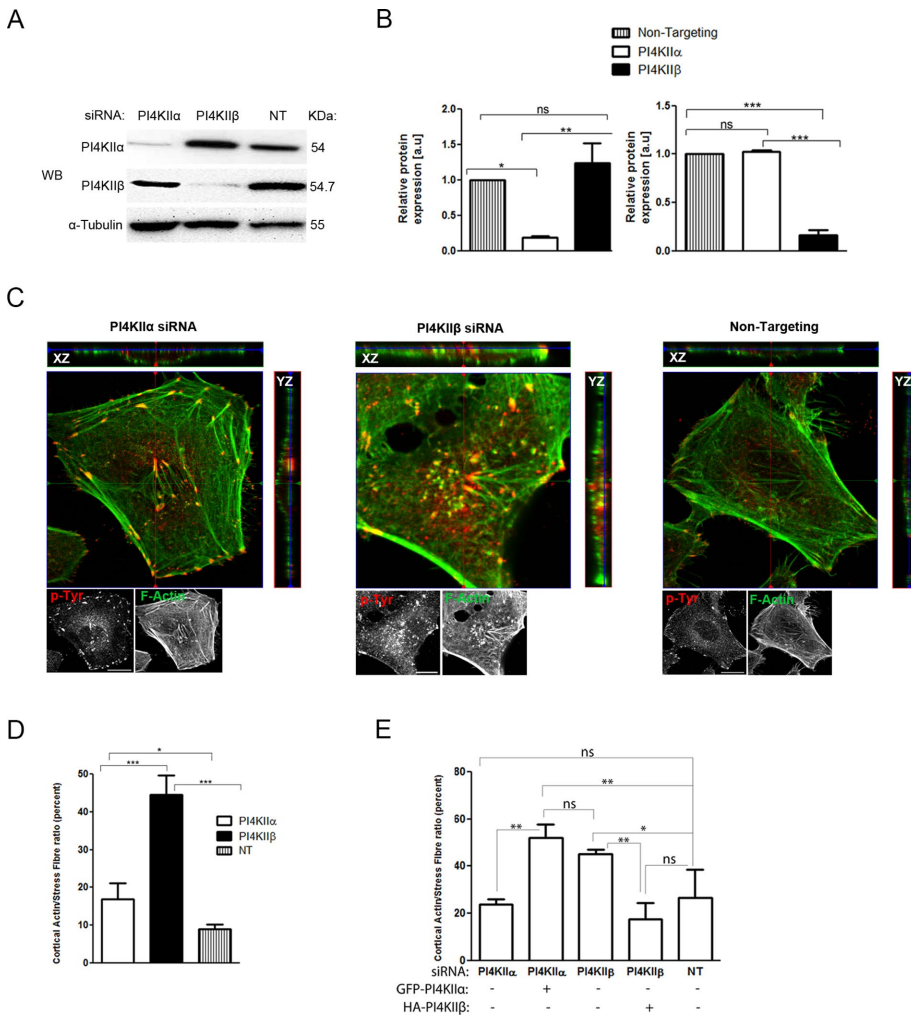 A
siRNA: PI4KIIα PI4KIIβ NT KDa:
PI4KIIα 54
WB
PI4KIIβ 54.7
α-Tubulin 55
B
Non-Targeting
PI4KIIα
PI4KIIβ
Relative protein
expression [a.u]
2.0
1.5
1.0
0.5
0.0
ns
**
*
Relative protein
expression [a.u]
1.5
1.0
0.5
0.0
***
ns
***
C
PI4KIIα siRNA
XZ
YZ
p-Tyr F-Actin
PI4KIIβ siRNA
XZ
YZ
p-Tyr F-Actin
Non-Targeting
XZ
YZ
p-Tyr F-Actin
D
Cortical Actin/Stress Fibre ratio (percent)
50
40
30
20
10
0
*
***
***
PI4KIIα
PI4KIIβ
NT
E
Cortical Actin/Stress Fibre ratio (percent)
80
60
40
20
0
ns
**
ns
*
**
**
ns
siRNA: PI4KIIα PI4KIIα PI4KIIβ PI4KIIβ NT
GFP-PI4KIIα: - + - - -
HA-PI4KIIβ: - - - + -